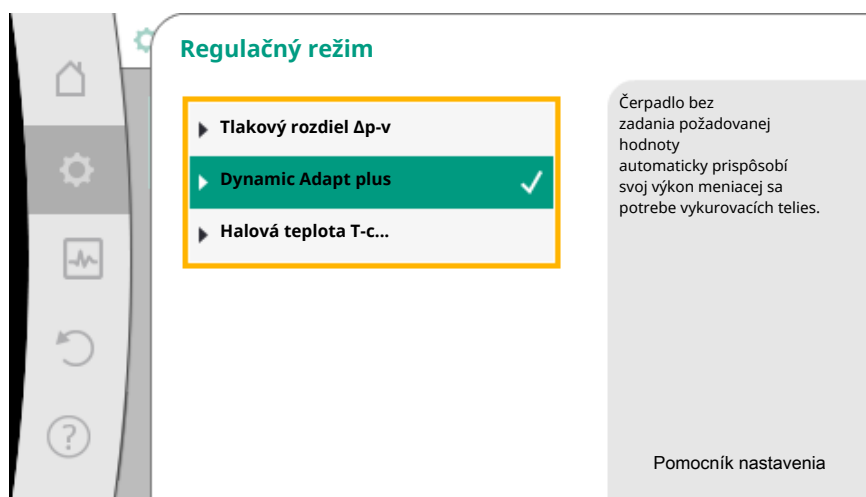 Regulačný režim
Tlakový rozdiel Δp-v
Dynamic Adapt plus
Halová teplota T-c...
Čerpadlo bez
zadania požadovanej
hodnoty
automaticky prispôsobí
svoj výkon meniacej sa
potrebe vykurovacích telies.
Pomocník nastavenia